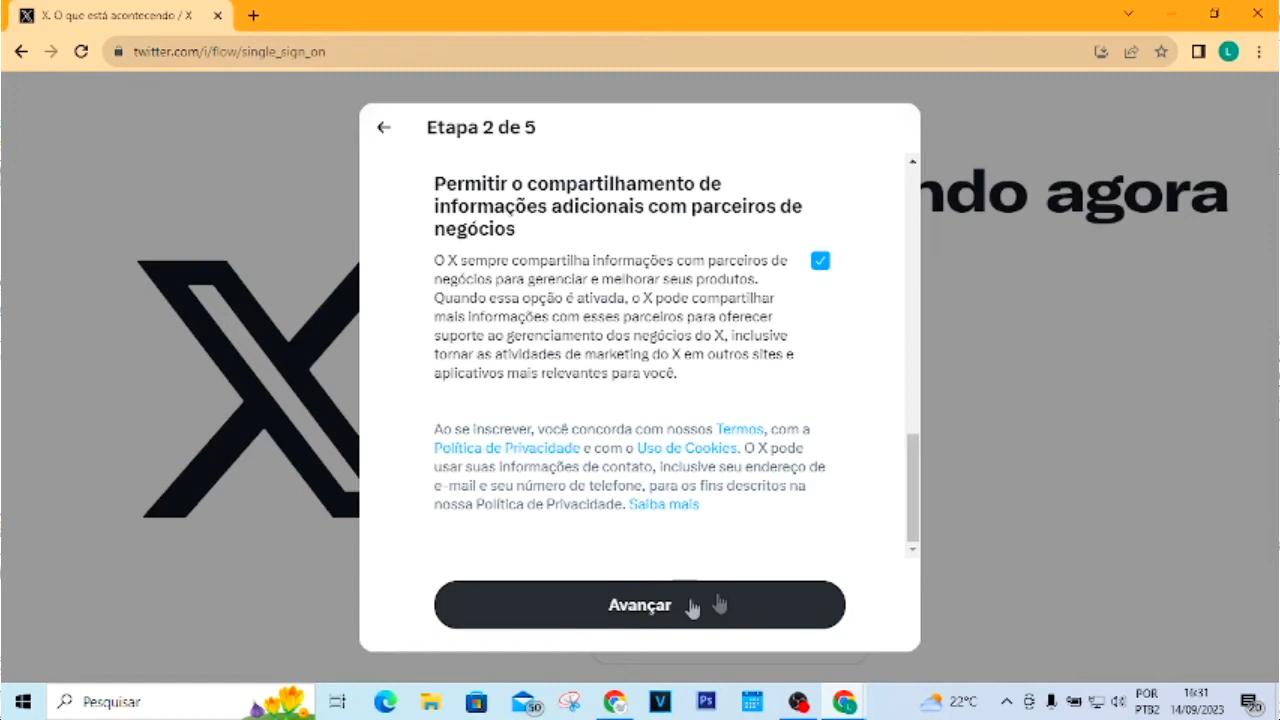 X. O que está acontecendo / X
twitter.com/i/flow/single_sign_on
L
Etapa 2 de 5
ndo agora
Permitir o compartilhamento de
informações adicionais com parceiros de
negócios
O X sempre compartilha informações com parceiros de
negócios para gerenciar e melhorar seus produtos.
Quando essa opção é ativada, o X pode compartilhar
mais informações com esses parceiros para oferecer
suporte ao gerenciamento dos negócios do X, inclusive
tornar as atividades de marketing do X em outros sites e
aplicativos mais relevantes para você.
Ao se inscrever, você concorda com nossos Termos, com a
Política de Privacidade e com o Uso de Cookies. O X pode
usar suas informações de contato, inclusive seu endereço de
e-mail e seu número de telefone, para os fins descritos na
nossa Política de Privacidade. Saiba mais
Avançar
Pesquisar
50
V
Ps
L
22°C
POR
PTB2
14/09/2023
20